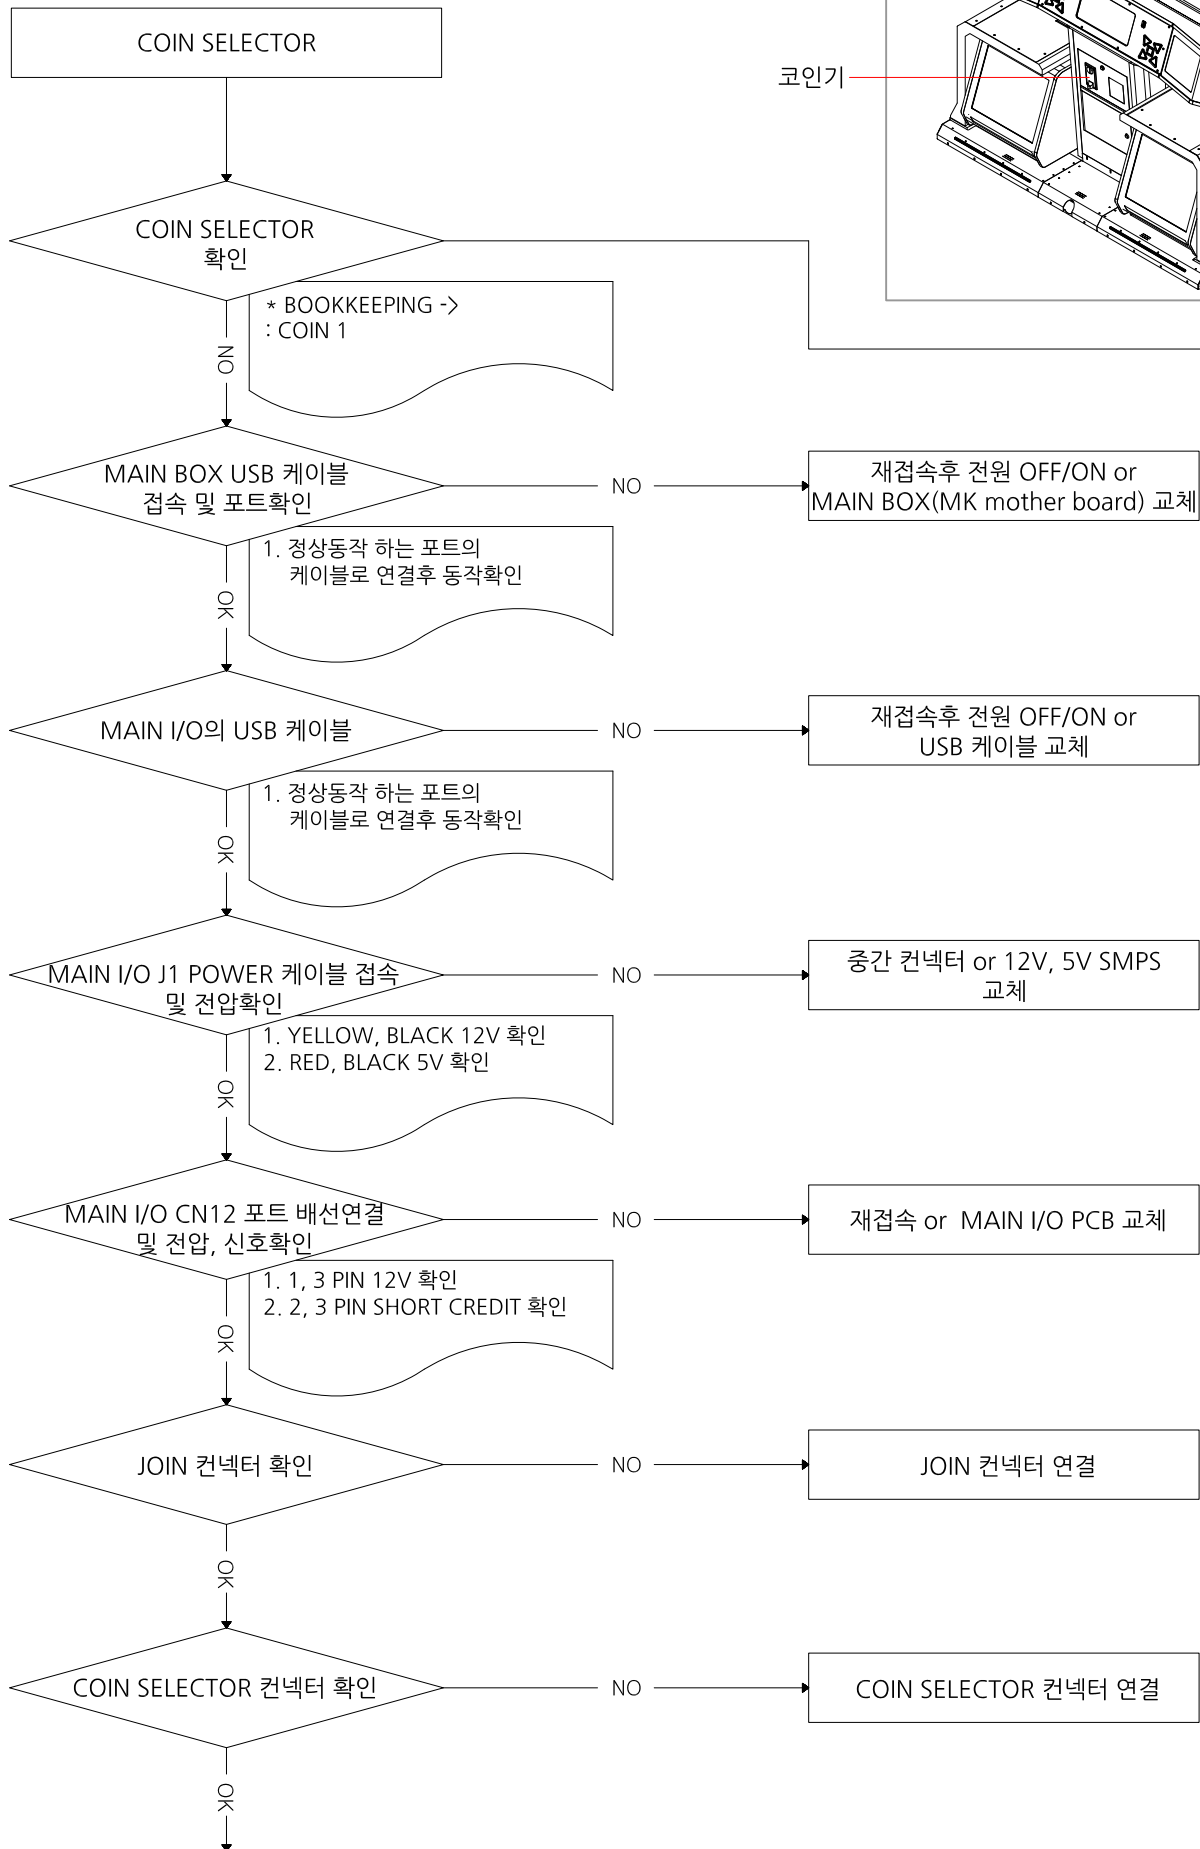 COIN SELECTOR
코인기
COIN SELECTOR
확인
* BOOKKEEPING ->
: COIN 1
NO
MAIN BOX USB 케이블
접속 및 포트확인
NO
재접속후 전원 OFF/ON or
MAIN BOX(MK mother board) 교체
1. 정상동작 하는 포트의
케이블로 연결후 동작확인
OK
MAIN I/O의 USB 케이블
NO
재접속후 전원 OFF/ON or
USB 케이블 교체
1. 정상동작 하는 포트의
케이블로 연결후 동작확인
OK
MAIN I/O J1 POWER 케이블 접속
및 전압확인
NO
중간 컨넥터 or 12V, 5V SMPS
교체
1. YELLOW, BLACK 12V 확인
2. RED, BLACK 5V 확인
OK
MAIN I/O CN12 포트 배선연결
및 전압, 신호확인
NO
재접속 or MAIN I/O PCB 교체
1. 1, 3 PIN 12V 확인
2. 2, 3 PIN SHORT CREDIT 확인
OK
JOIN 컨넥터 확인
NO
JOIN 컨넥터 연결
OK
COIN SELECTOR 컨넥터 확인
NO
COIN SELECTOR 컨넥터 연결
OK